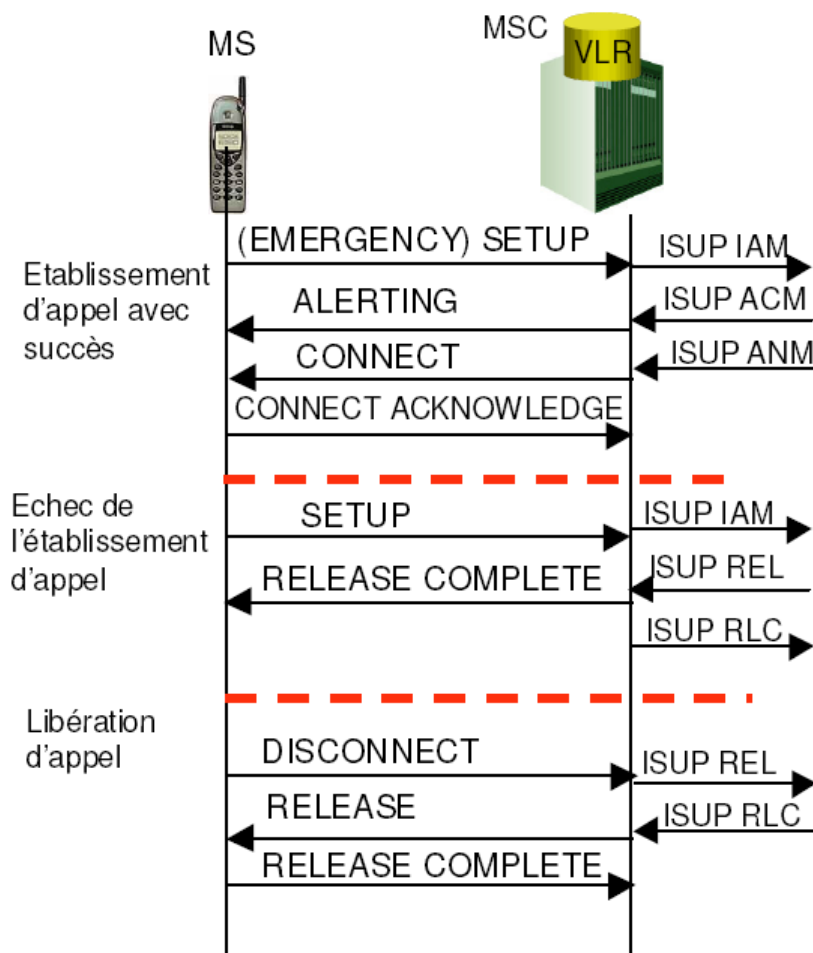 MS
MSC
VLR
Etablissement
d'appel avec
succès
(EMERGENCY) SETUP
ISUP IAM
ALERTING
ISUP ACM
CONNECT
ISUP ANM
CONNECT ACKNOWLEDGE
Echec de
l'établissement
d'appel
SETUP
ISUP IAM
RELEASE COMPLETE
ISUP REL
ISUP RLC
Libération
d'appel
DISCONNECT
ISUP REL
RELEASE
ISUP RLC
RELEASE COMPLETE